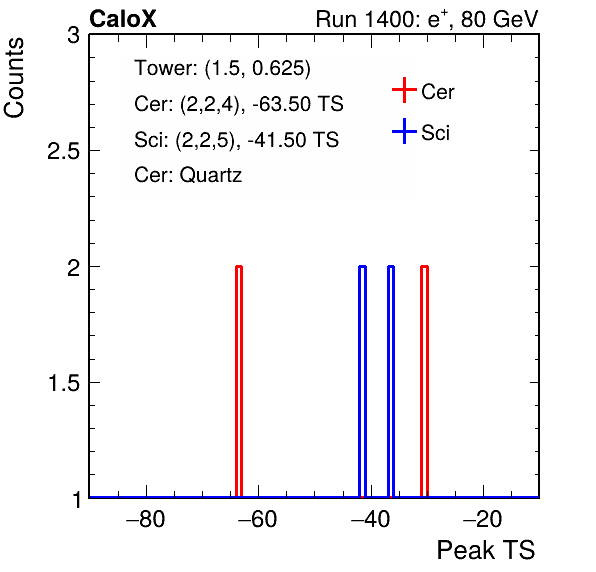 CaloX
Run 1400: e+, 80 GeV
Counts
3
2.5
2
1.5
1
Tower: (1.5, 0.625)
Cer: (2,2,4), -63.50 TS
Sci: (2,2,5), -41.50 TS
Cer: Quartz
Cer
Sci
−80
−60
−40
−20
Peak TS